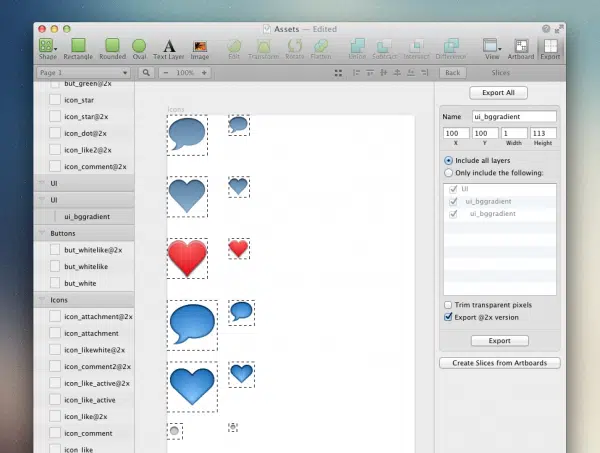 Assets — Edited
Shape Rectangle Rounded Oval Text Layer Image Edit Transform Rotate Flatten Union Subtract Intersect Difference View Artboard Export
Page 1 100% Back Slices
but_green@2x
icon_star
icon_star@2x
icon_dot@2x
icon_like2@2x
icon_comment@2x
UI
UI
ui_bggradient
Buttons
but_whitelike@2x
but_whitelike
but_white
Icons
icon_attachment@2x
icon_attachment
icon_likewhite@2x
icon_comment2@2x
icon_like_active@2x
icon_like_active
icon_like@2x
icon_comment
icon_like
Icons
Export All
Name ui_bggradient
100 100 1 113
X Y Width Height
Include all layers
Only include the following:
UI
ui_bggradient
ui_bggradient
Trim transparent pixels
Export @2x version
Export
Create Slices from Artboards